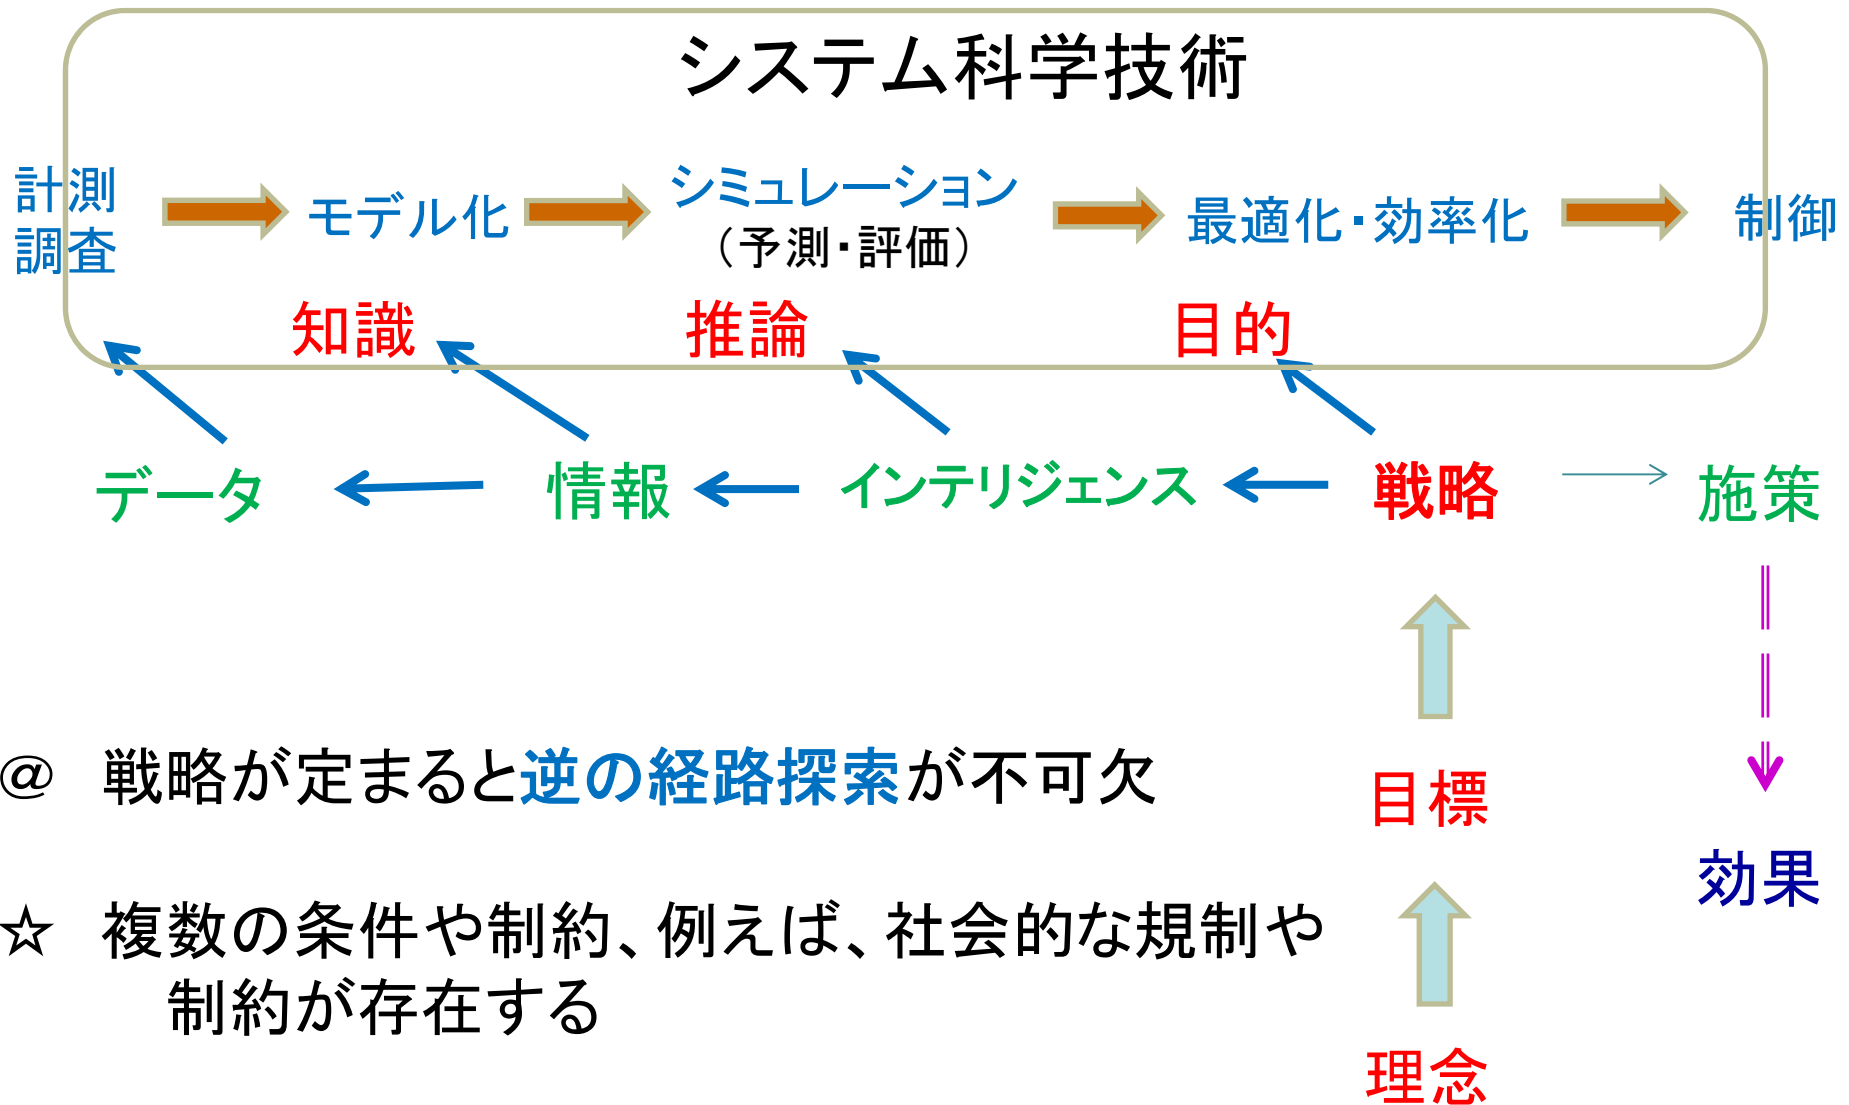 システム科学技術
計測
調査
モデル化
シミュレーション
（予測・評価）
最適化・効率化
制御
知識
推論
目的
データ
情報
インテリジェンス
戦略
施策
@ 戦略が定まると逆の経路探索が不可欠
目標
効果
☆ 複数の条件や制約、例えば、社会的な規制や
制約が存在する
理念